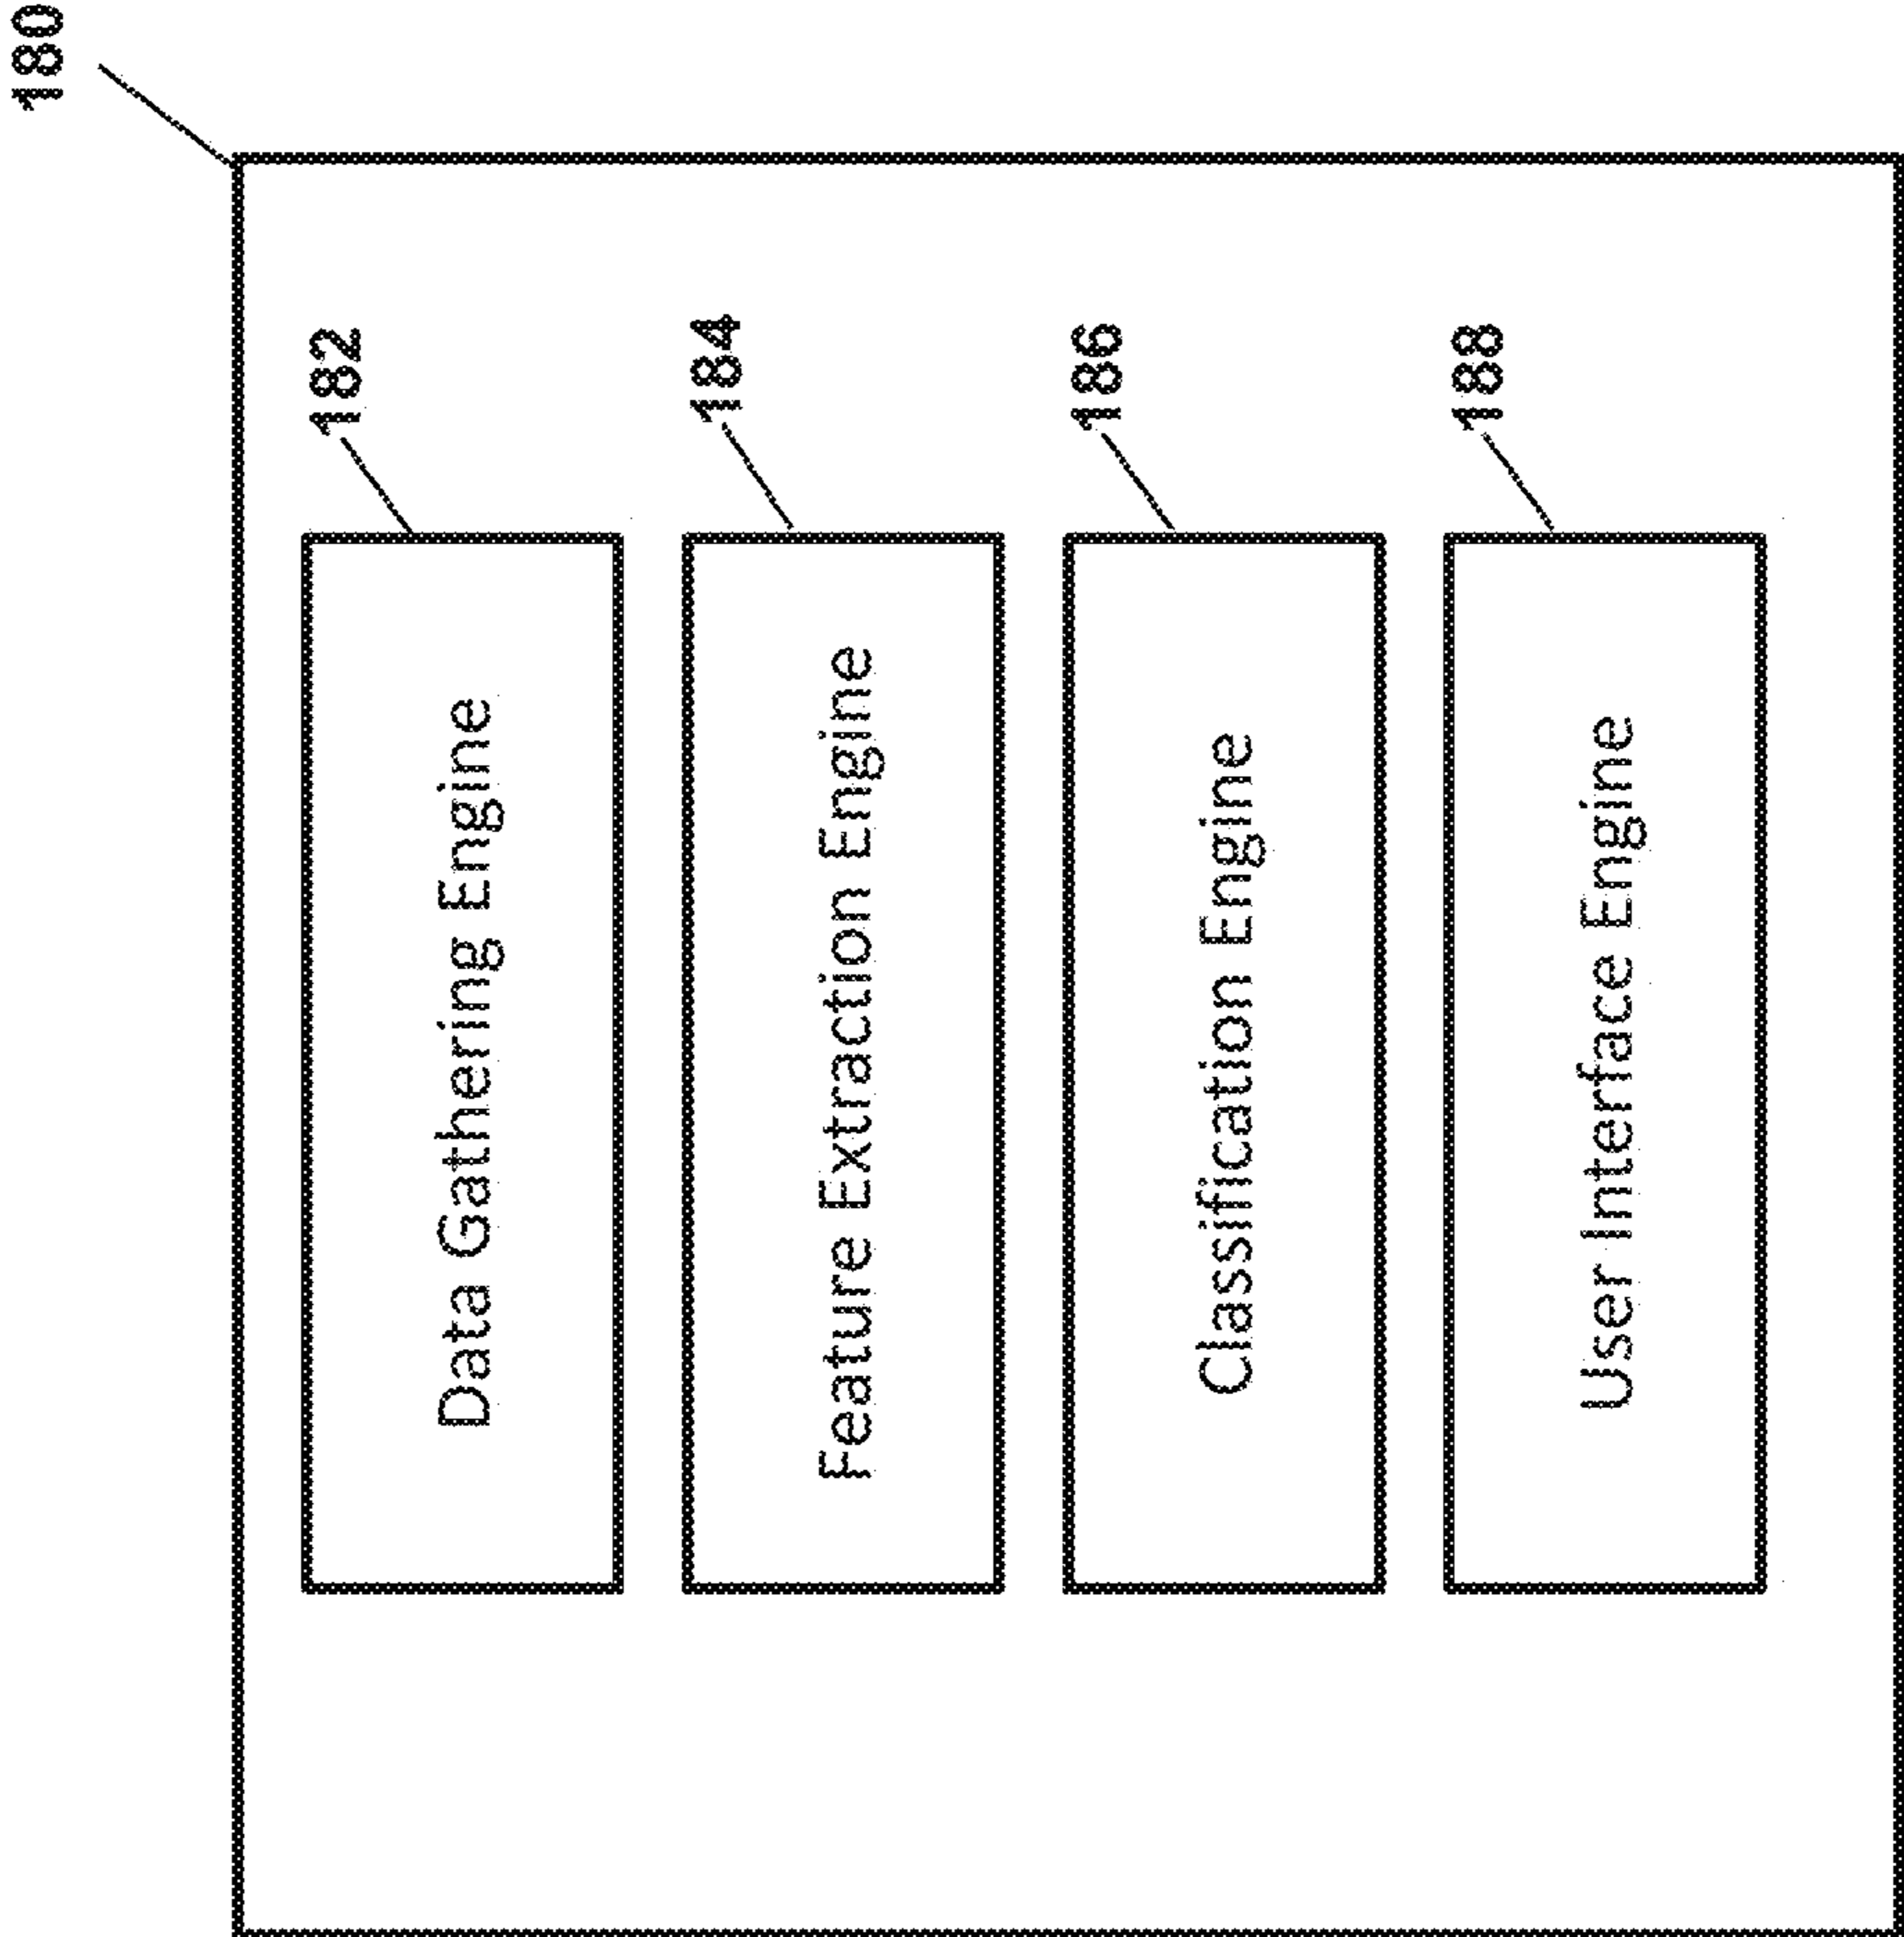 180
182
Data Gathering Engine
184
Feature Extraction Engine
186
Classification Engine
188
User Interface Engine